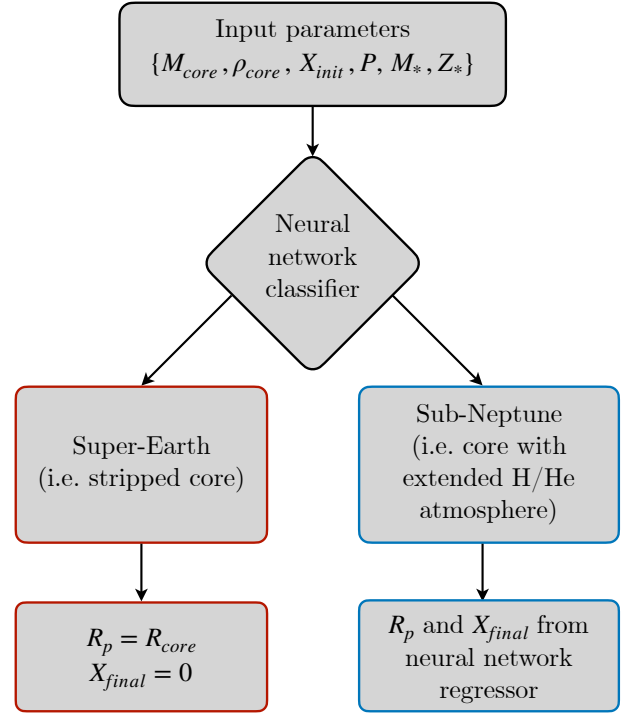 Input parameters
{M_core, ρ_core, X_init, P, M_*, Z_*}
Neural
network
classifier
Super-Earth
(i.e. stripped core)
Sub-Neptune
(i.e. core with
extended H/He
atmosphere)
R_p = R_core
X_final = 0
R_p and X_final from
neural network
regressor